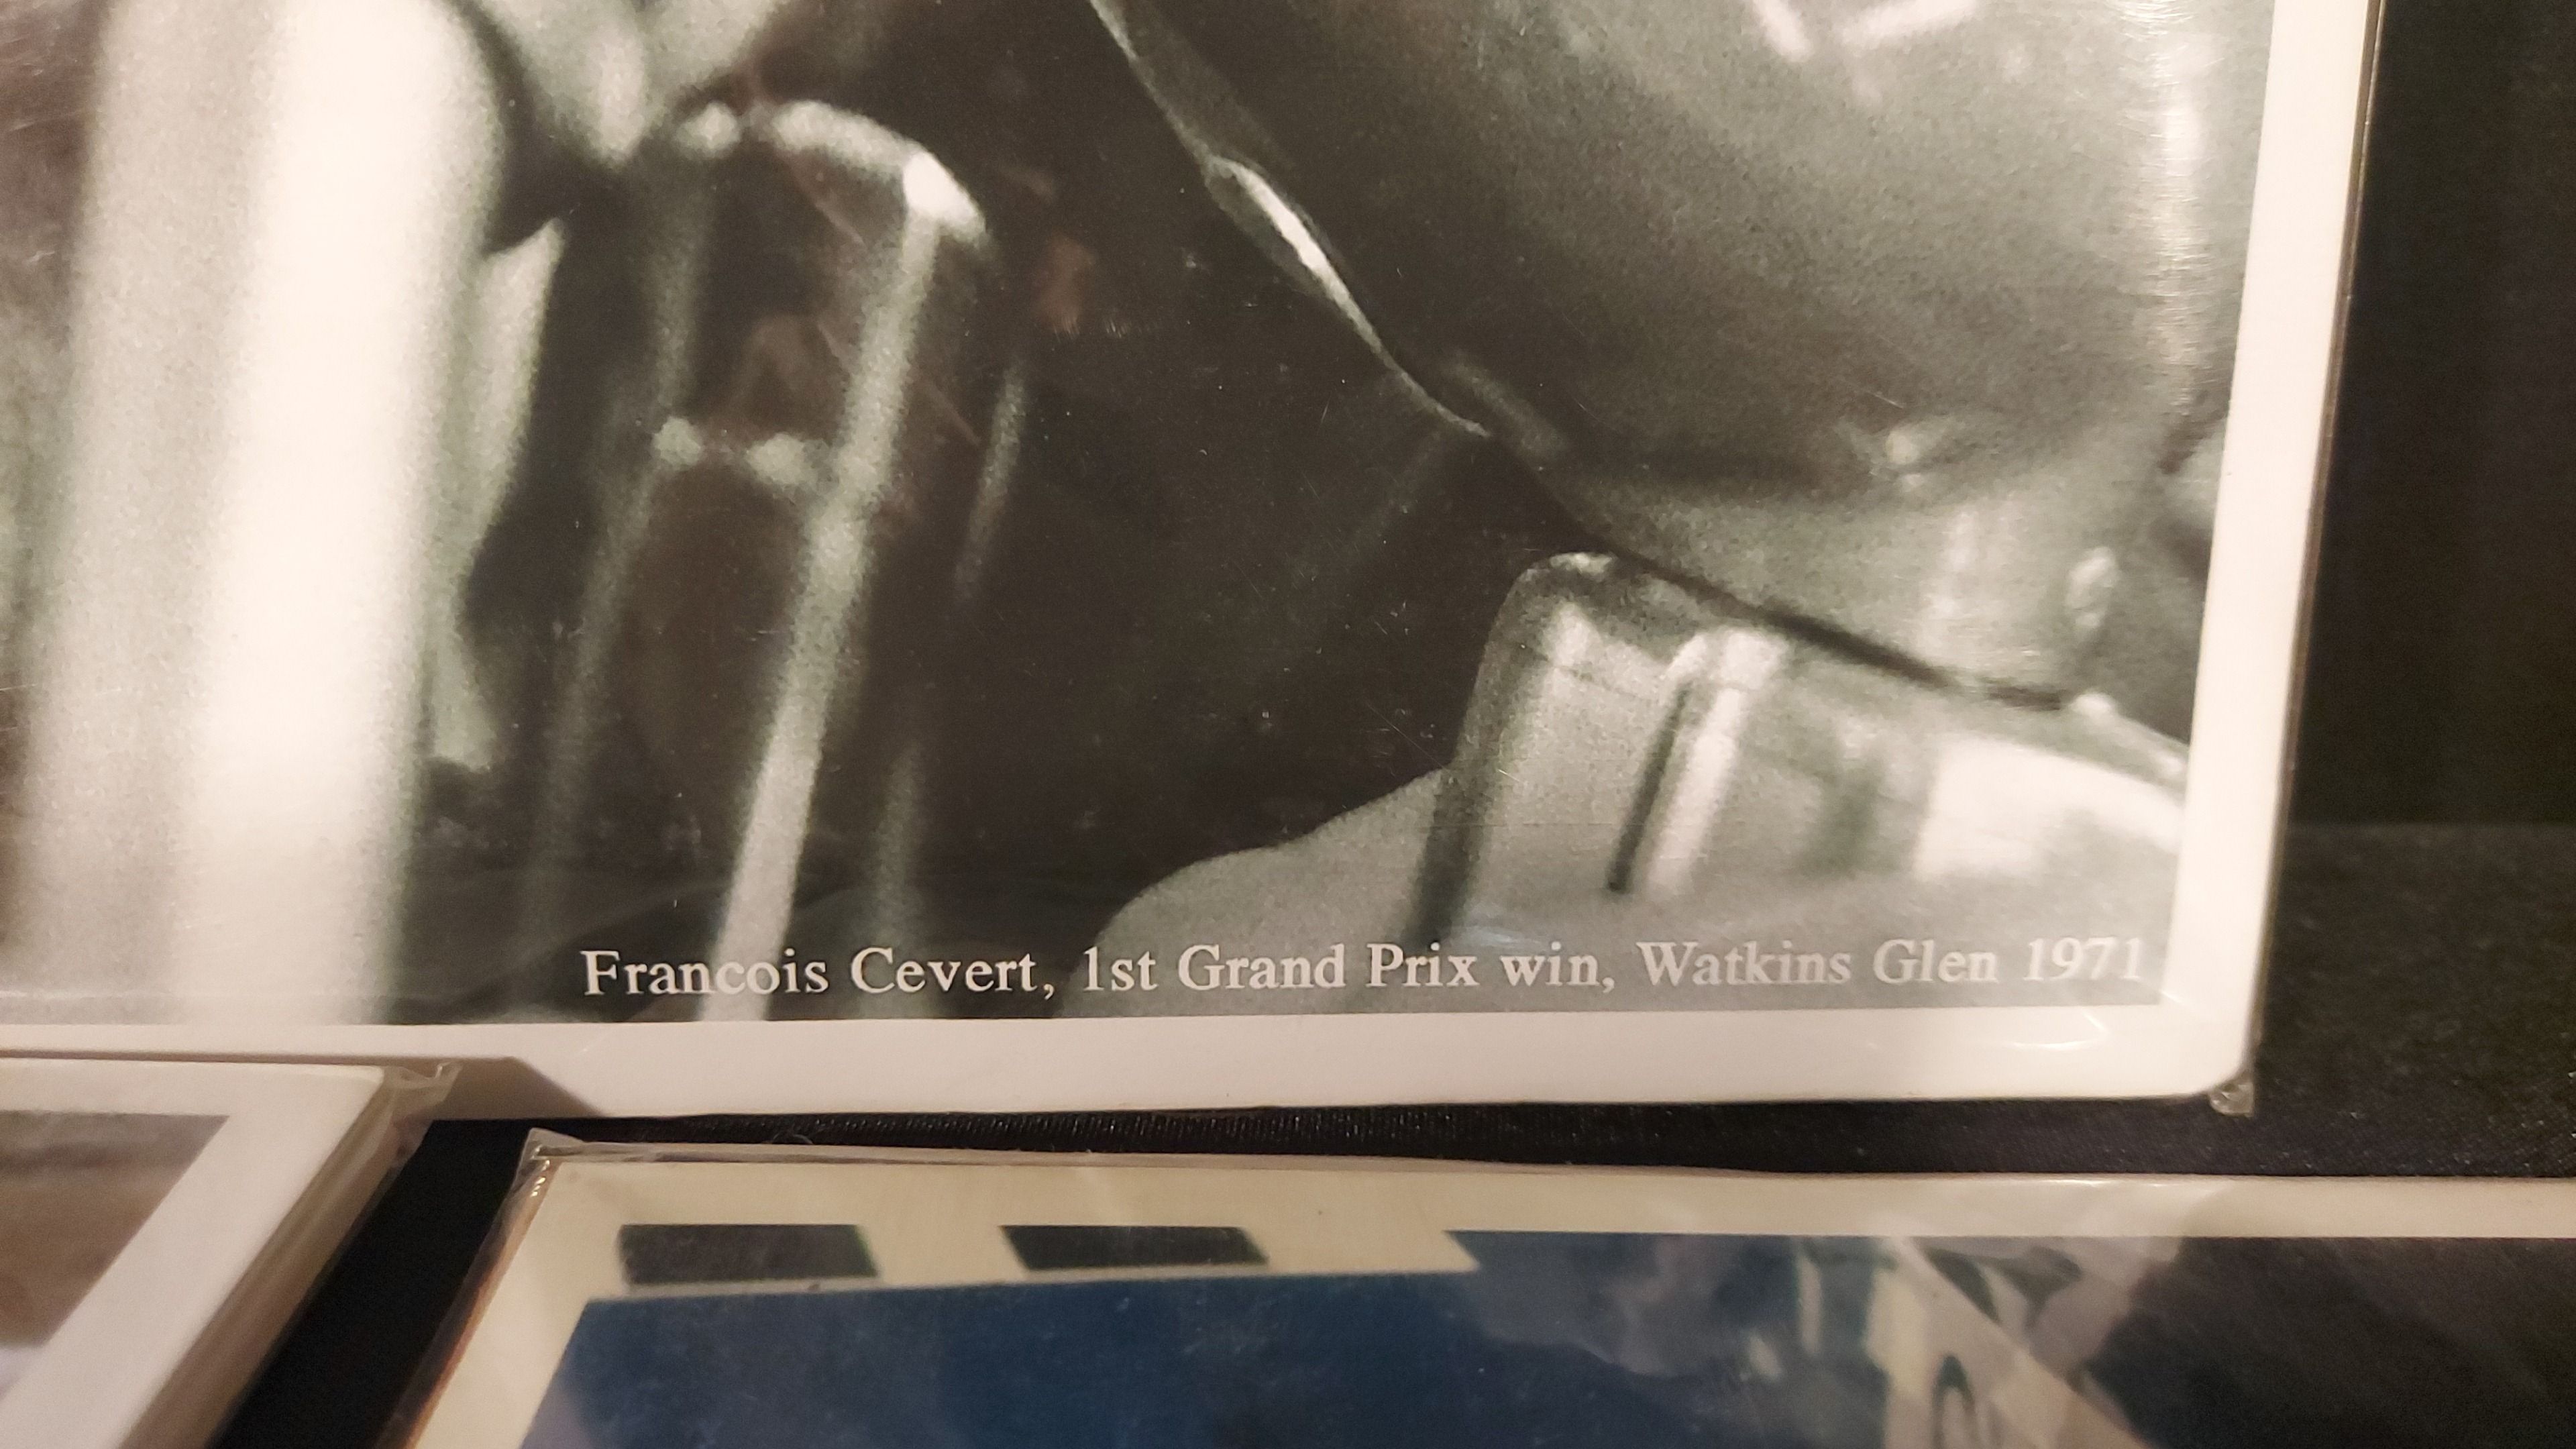 Francois Cevert, 1st Grand Prix win, Watkins Glen 1971